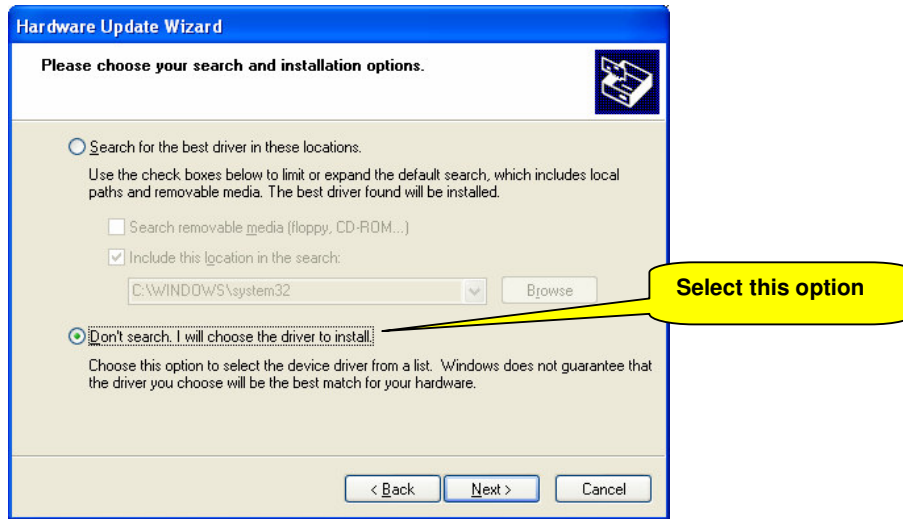 Hardware Update Wizard
Please choose your search and installation options.
Search for the best driver in these locations.
Use the check boxes below to limit or expand the default search, which includes local
paths and removable media. The best driver found will be installed.
Search removable media (floppy, CD-ROM...)
Include this location in the search:
C:\WINDOWS\system32
Browse
Select this option
Don't search. I will choose the driver to install.
Choose this option to select the device driver from a list. Windows does not guarantee that
the driver you choose will be the best match for your hardware.
< Back Next > Cancel